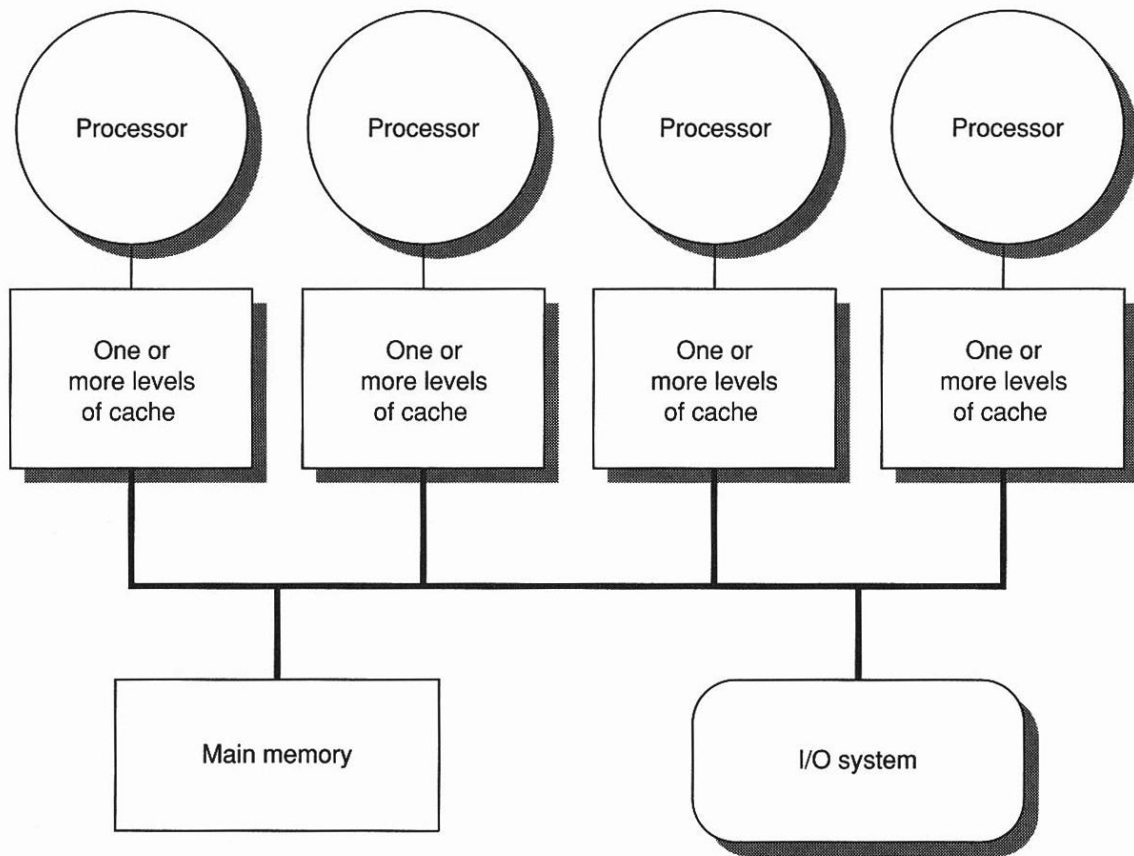 Processor
Processor
Processor
Processor
One or
more levels
of cache
One or
more levels
of cache
One or
more levels
of cache
One or
more levels
of cache
Main memory
I/O system